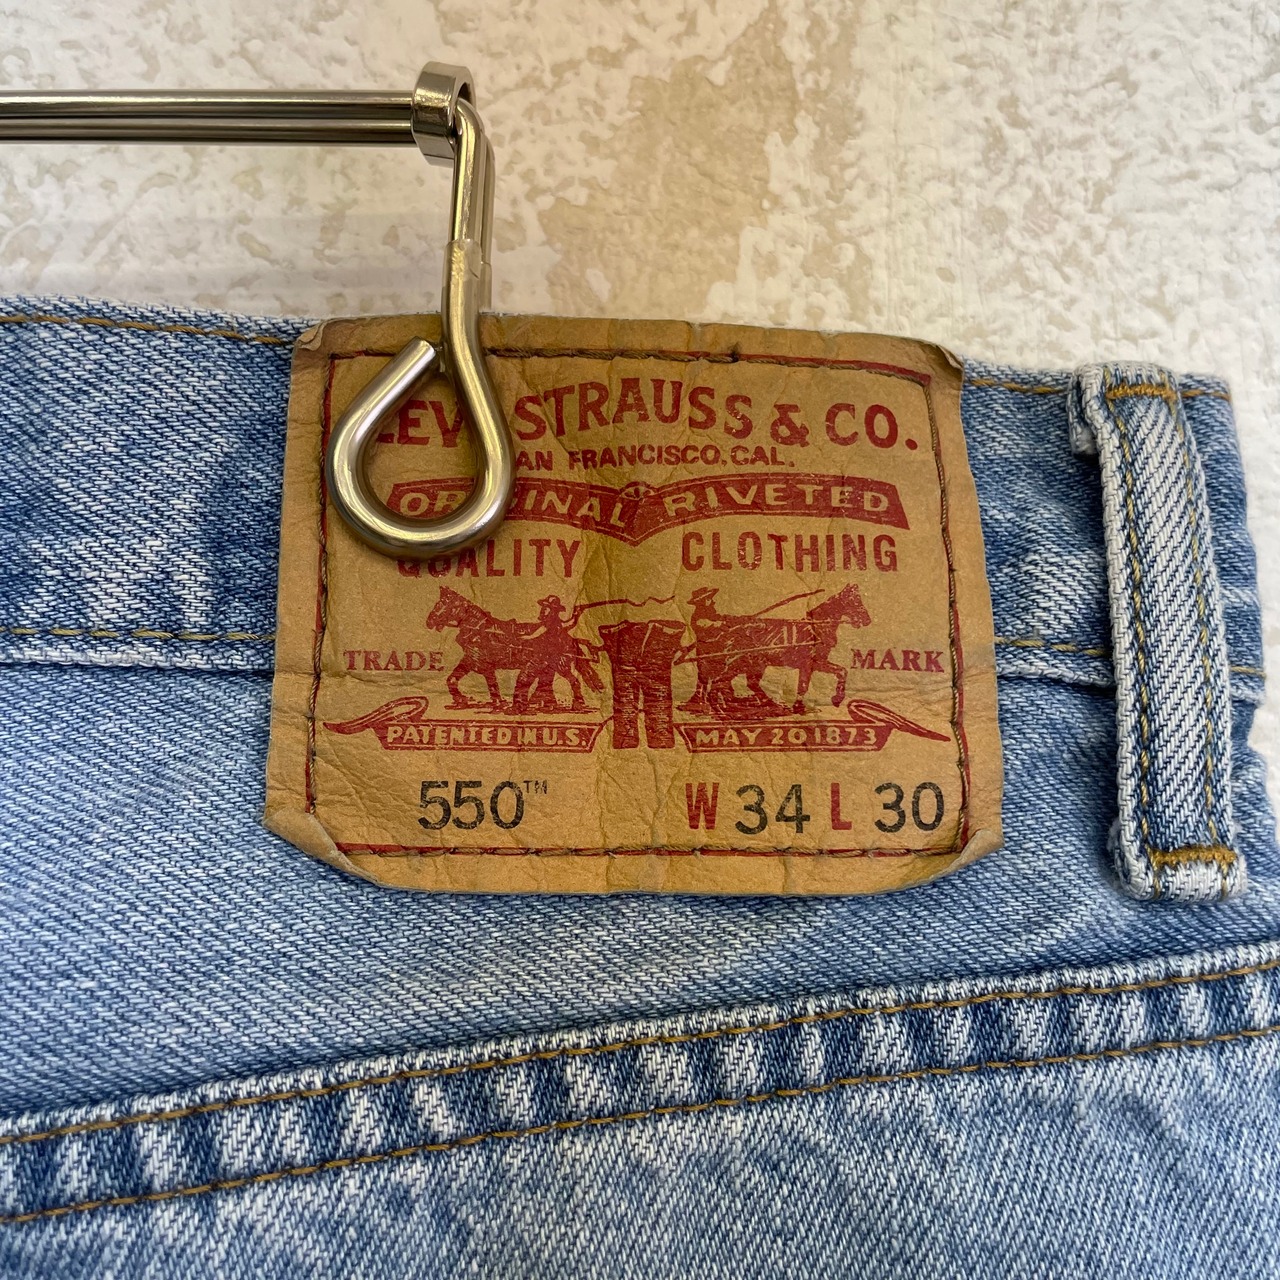 STRAUSS & CO.
FRANCISCO, CAL.
RIVETED
QUALITY CLOTHING
TRADE MARK
PATENTED IN U.S. MAY 20 1873
550™ W 34 L 30